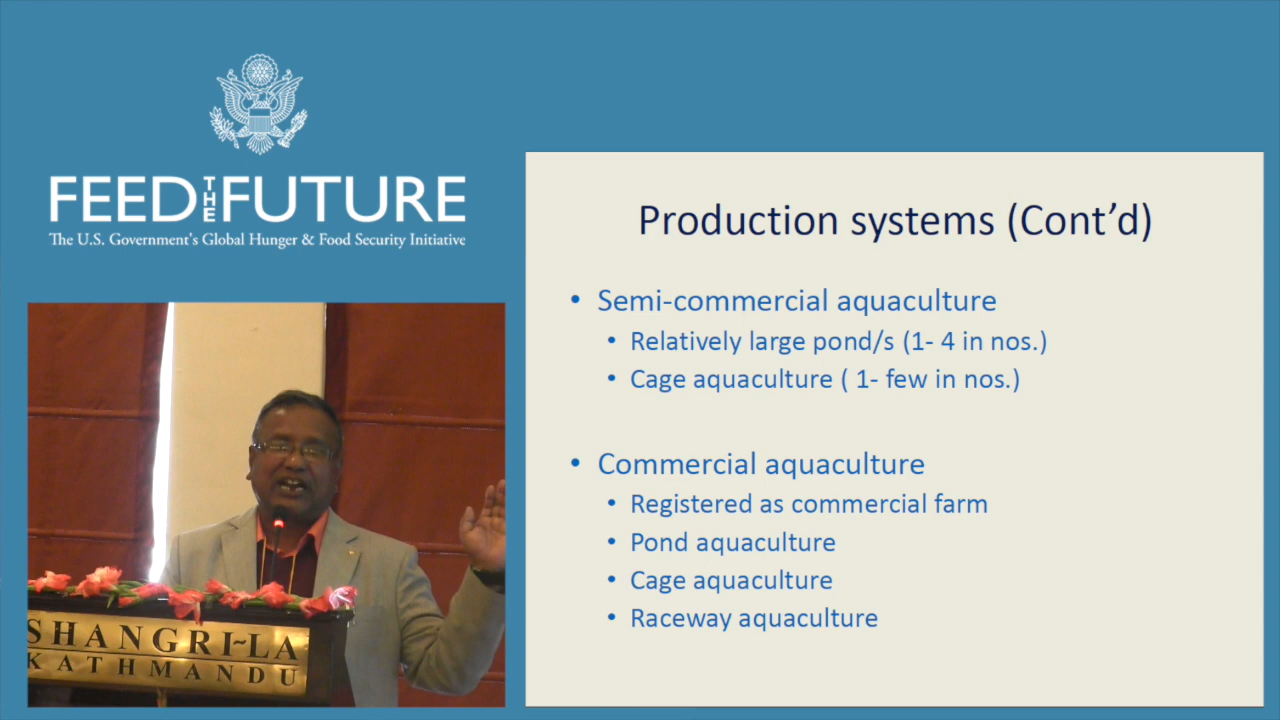 FEED THE FUTURE
The U.S. Government's Global Hunger & Food Security Initiative
SHANGRI~LA
KATHMANDU
Production systems (Cont’d)
• Semi-commercial aquaculture
• Relatively large pond/s (1- 4 in nos.)
• Cage aquaculture ( 1- few in nos.)
• Commercial aquaculture
• Registered as commercial farm
• Pond aquaculture
• Cage aquaculture
• Raceway aquaculture